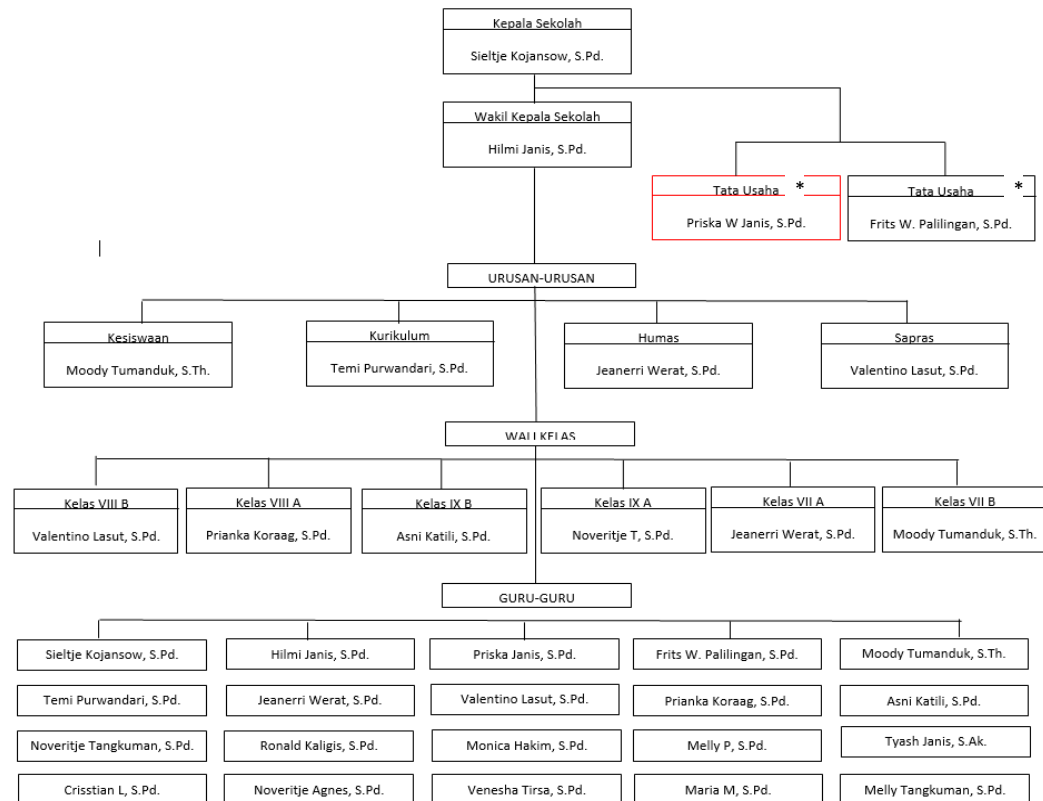 Kepala Sekolah
Sieltje Kojansow, S.Pd.
Wakil Kepala Sekolah
Hilmi Janis, S.Pd.
Tata Usaha *
Priska W Janis, S.Pd.
Tata Usaha *
Frits W. Palilingan, S.Pd.
URUSAN-URUSAN
Kesiswaan
Moody Tumanduk, S.Th.
Kurikulum
Temi Purwandari, S.Pd.
Humas
Jeanerri Werat, S.Pd.
Sapras
Valentino Lasut, S.Pd.
WALI KELAS
Kelas VIII B
Valentino Lasut, S.Pd.
Kelas VIII A
Prianka Koraag, S.Pd.
Kelas IX B
Asni Katili, S.Pd.
Kelas IX A
Noveritje T, S.Pd.
Kelas VII A
Jeanerri Werat, S.Pd.
Kelas VII B
Moody Tumanduk, S.Th.
GURU-GURU
Sieltje Kojansow, S.Pd.
Hilmi Janis, S.Pd.
Priska Janis, S.Pd.
Frits W. Palilingan, S.Pd.
Moody Tumanduk, S.Th.
Temi Purwandari, S.Pd.
Jeanerri Werat, S.Pd.
Valentino Lasut, S.Pd.
Prianka Koraag, S.Pd.
Asni Katili, S.Pd.
Noveritje Tangkuman, S.Pd.
Ronald Kaligis, S.Pd.
Monica Hakim, S.Pd.
Melly P, S.Pd.
Tyash Janis, S.Ak.
Crisstian L, S.Pd.
Noveritje Agnes, S.Pd.
Venesha Tirsa, S.Pd.
Maria M, S.Pd.
Melly Tangkuman, S.Pd.